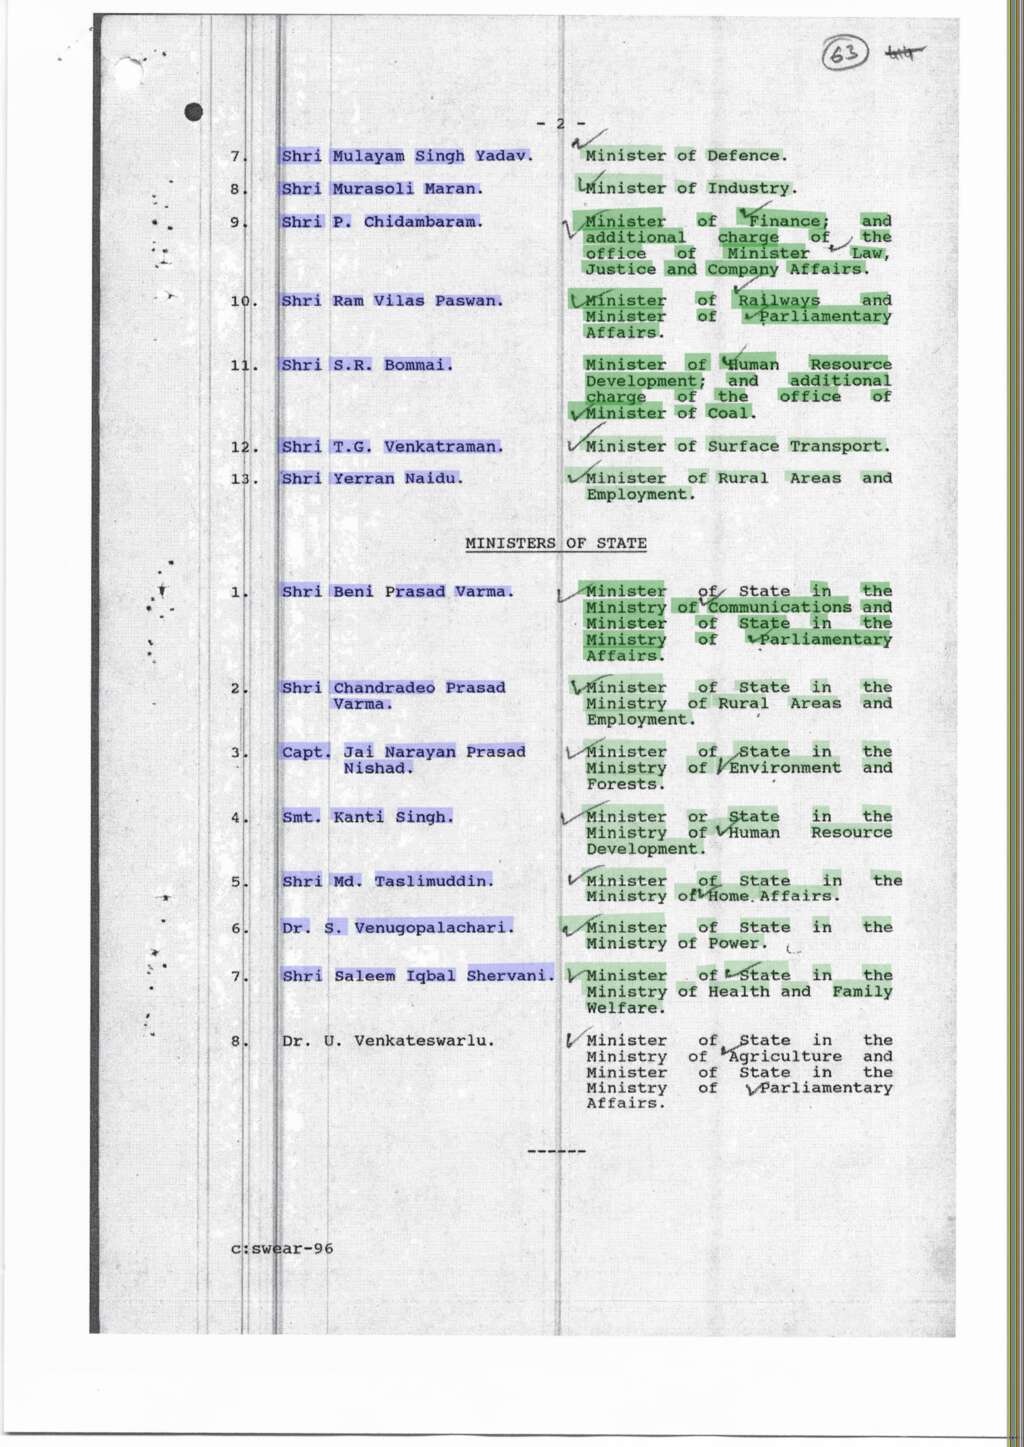 63
- 2 -
7. Shri Mulayam Singh Yadav. Minister of Defence.
8. Shri Murasoli Maran. Minister of Industry.
9. Shri P. Chidambaram. Minister of Finance; and
additional charge of the
office of Minister Law,
Justice and Company Affairs.
10. Shri Ram Vilas Paswan. Minister of Railways and
Minister of Parliamentary
Affairs.
11. Shri S.R. Bommai. Minister of Human Resource
Development; and additional
charge of the office of
Minister of Coal.
12. Shri T.G. Venkatraman. Minister of Surface Transport.
13. Shri Yerran Naidu. Minister of Rural Areas and
Employment.
MINISTERS OF STATE
1. Shri Beni Prasad Varma. Minister of State in the
Ministry of Communications and
Minister of State in the
Ministry of Parliamentary
Affairs.
2. Shri Chandradeo Prasad Minister of State in the
Varma. Ministry of Rural Areas and
Employment.
3. Capt. Jai Narayan Prasad Minister of State in the
Nishad. Ministry of Environment and
Forests.
4. Smt. Kanti Singh. Minister or State in the
Ministry of Human Resource
Development.
5. Shri Md. Taslimuddin. Minister of State in the
Ministry of Home Affairs.
6. Dr. S. Venugopalachari. Minister of State in the
Ministry of Power.
7. Shri Saleem Iqbal Shervani. Minister of State in the
Ministry of Health and Family
Welfare.
8. Dr. U. Venkateswarlu. Minister of State in the
Ministry of Agriculture and
Minister of State in the
Ministry of Parliamentary
Affairs.
------
c:swear-96